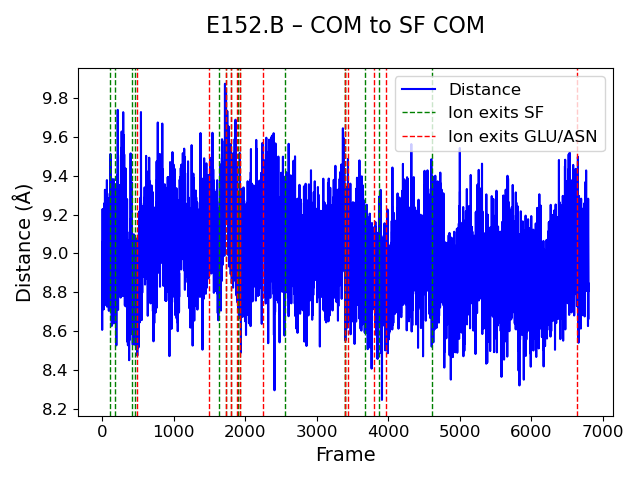 E152.B – COM to SF COM
Distance
Ion exits SF
Ion exits GLU/ASN
Distance (Å)
9.8
9.6
9.4
9.2
9.0
8.8
8.6
8.4
8.2
0 1000 2000 3000 4000 5000 6000 7000
Frame